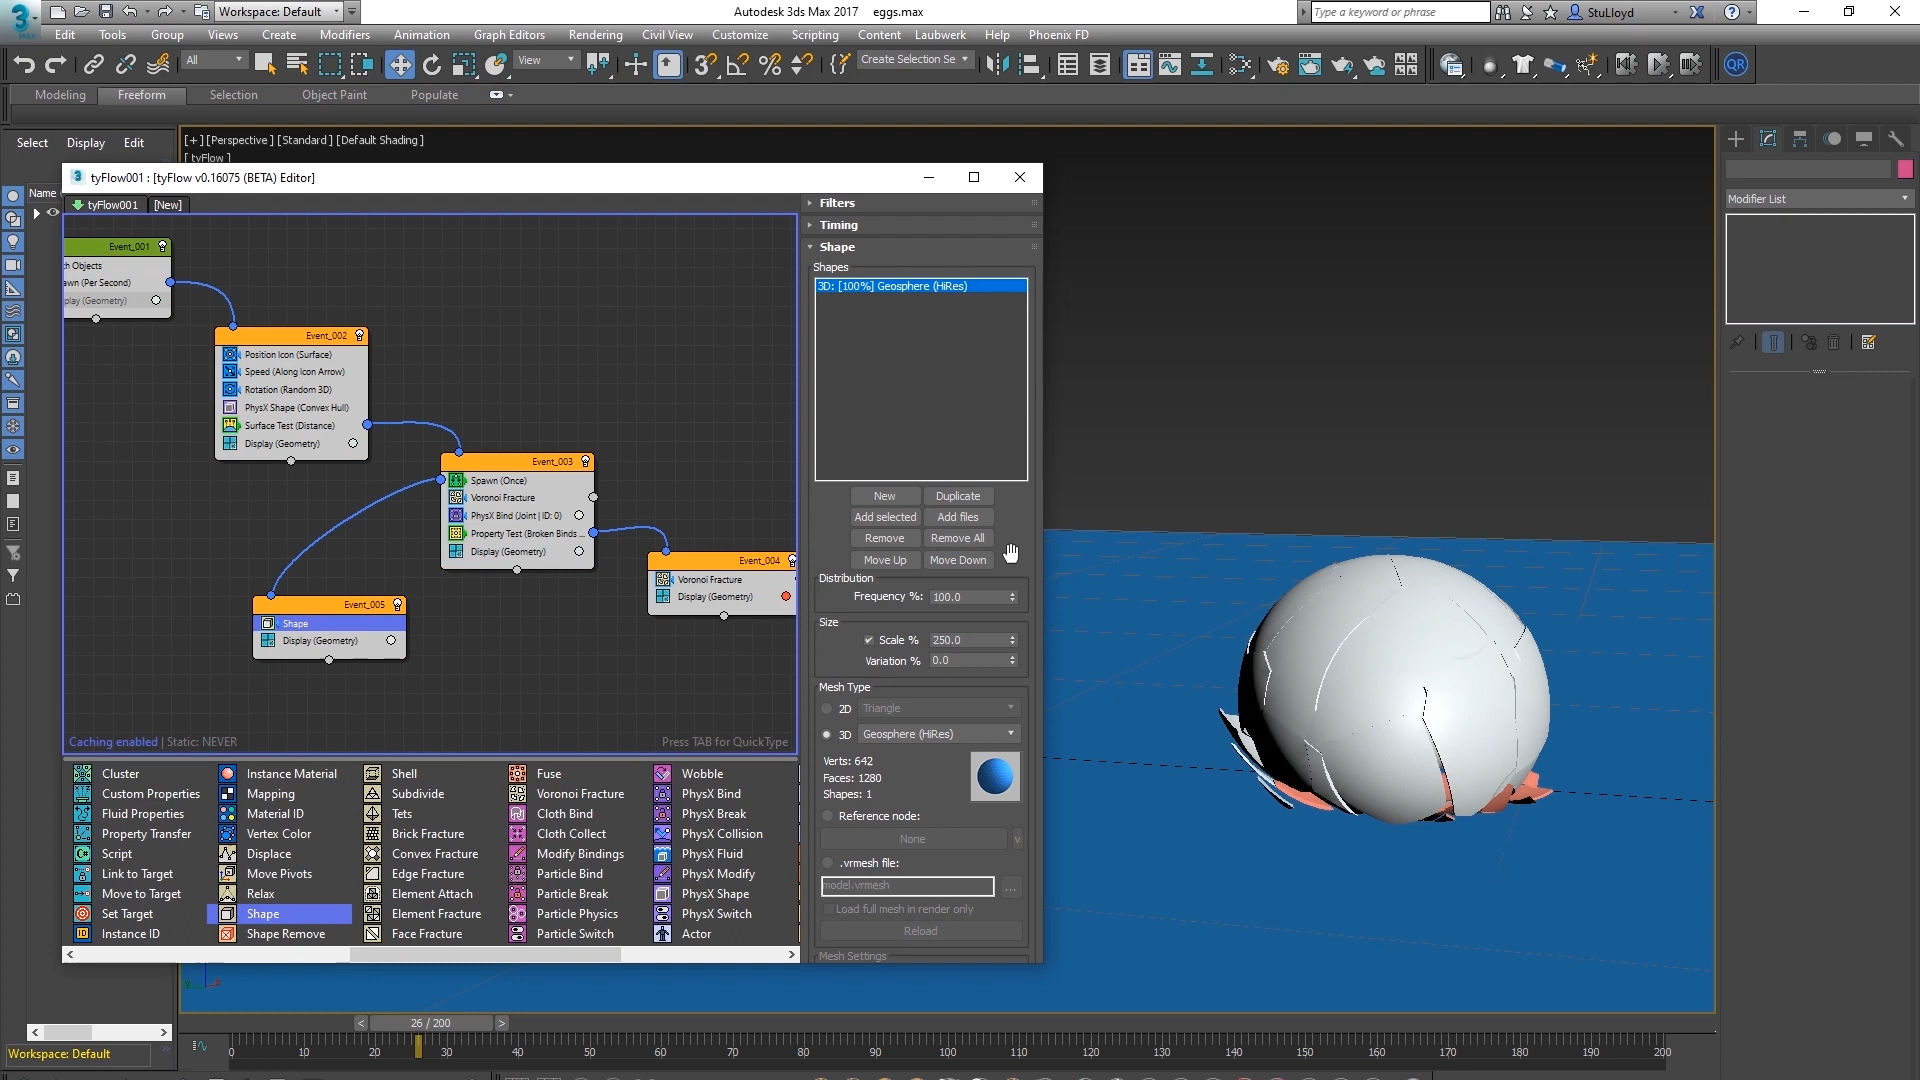 Workspace: Default
Autodesk 3ds Max 2017    eggs.max
Type a keyword or phrase
StuLloyd
MAX
Edit Tools Group Views Create Modifiers Animation Graph Editors Rendering Civil View Customize Scripting Content Laubwerk Help Phoenix FD
All
View
Create Selection Se
QR
Modeling Freeform Selection Object Paint Populate
Select Display Edit
[+] [Perspective ] [Standard ] [Default Shading ]
[ tyFlow ]
Name
Modifier List
tyFlow001 : [tyFlow v0.16075 (BETA) Editor]
tyFlow001 [New]
Event_001
Event_002
Position Icon (Surface)
Speed (Along Icon Arrow)
Rotation (Random 3D)
PhysX Shape (Convex Hull)
Surface Test (Distance)
Display (Geometry)
Event_003
Spawn (Once)
Voronoi Fracture
PhysX Bind (Joint | ID: 0)
Property Test (Broken Binds ...
Display (Geometry)
Event_004
Voronoi Fracture
Display (Geometry)
Event_005
Shape
Display (Geometry)
Caching enabled | Static: NEVER
Press TAB for QuickType
Filters
Timing
Shape
Shapes
3D: [100%] Geosphere (HiRes)
New Duplicate
Add selected Add files
Remove Remove All
Move Up Move Down
Distribution
Frequency %: 100.0
Size
Scale % 250.0
Variation % 0.0
Mesh Type
2D Triangle
3D Geosphere (HiRes)
Verts: 642
Faces: 1280
Shapes: 1
Reference node:
None
v
.vrmesh file:
model.vrmesh
...
Load full mesh in render only
Reload
Mesh Settings
Cluster Instance Material Shell Fuse Wobble
Custom Properties Mapping Subdivide Voronoi Fracture PhysX Bind
Fluid Properties Material ID Tets Cloth Bind PhysX Break
Property Transfer Vertex Color Brick Fracture Cloth Collect PhysX Collision
Script Displace Convex Fracture Modify Bindings PhysX Fluid
Link to Target Move Pivots Edge Fracture Particle Bind PhysX Modify
Move to Target Relax Element Attach Particle Break PhysX Shape
Set Target Shape Element Fracture Particle Physics PhysX Switch
Instance ID Shape Remove Face Fracture Particle Switch Actor
< 26 / 200 >
Workspace: Default
0 10 20 30 40 50 60 70 80 90 100 110 120 130 140 150 160 170 180 190 200